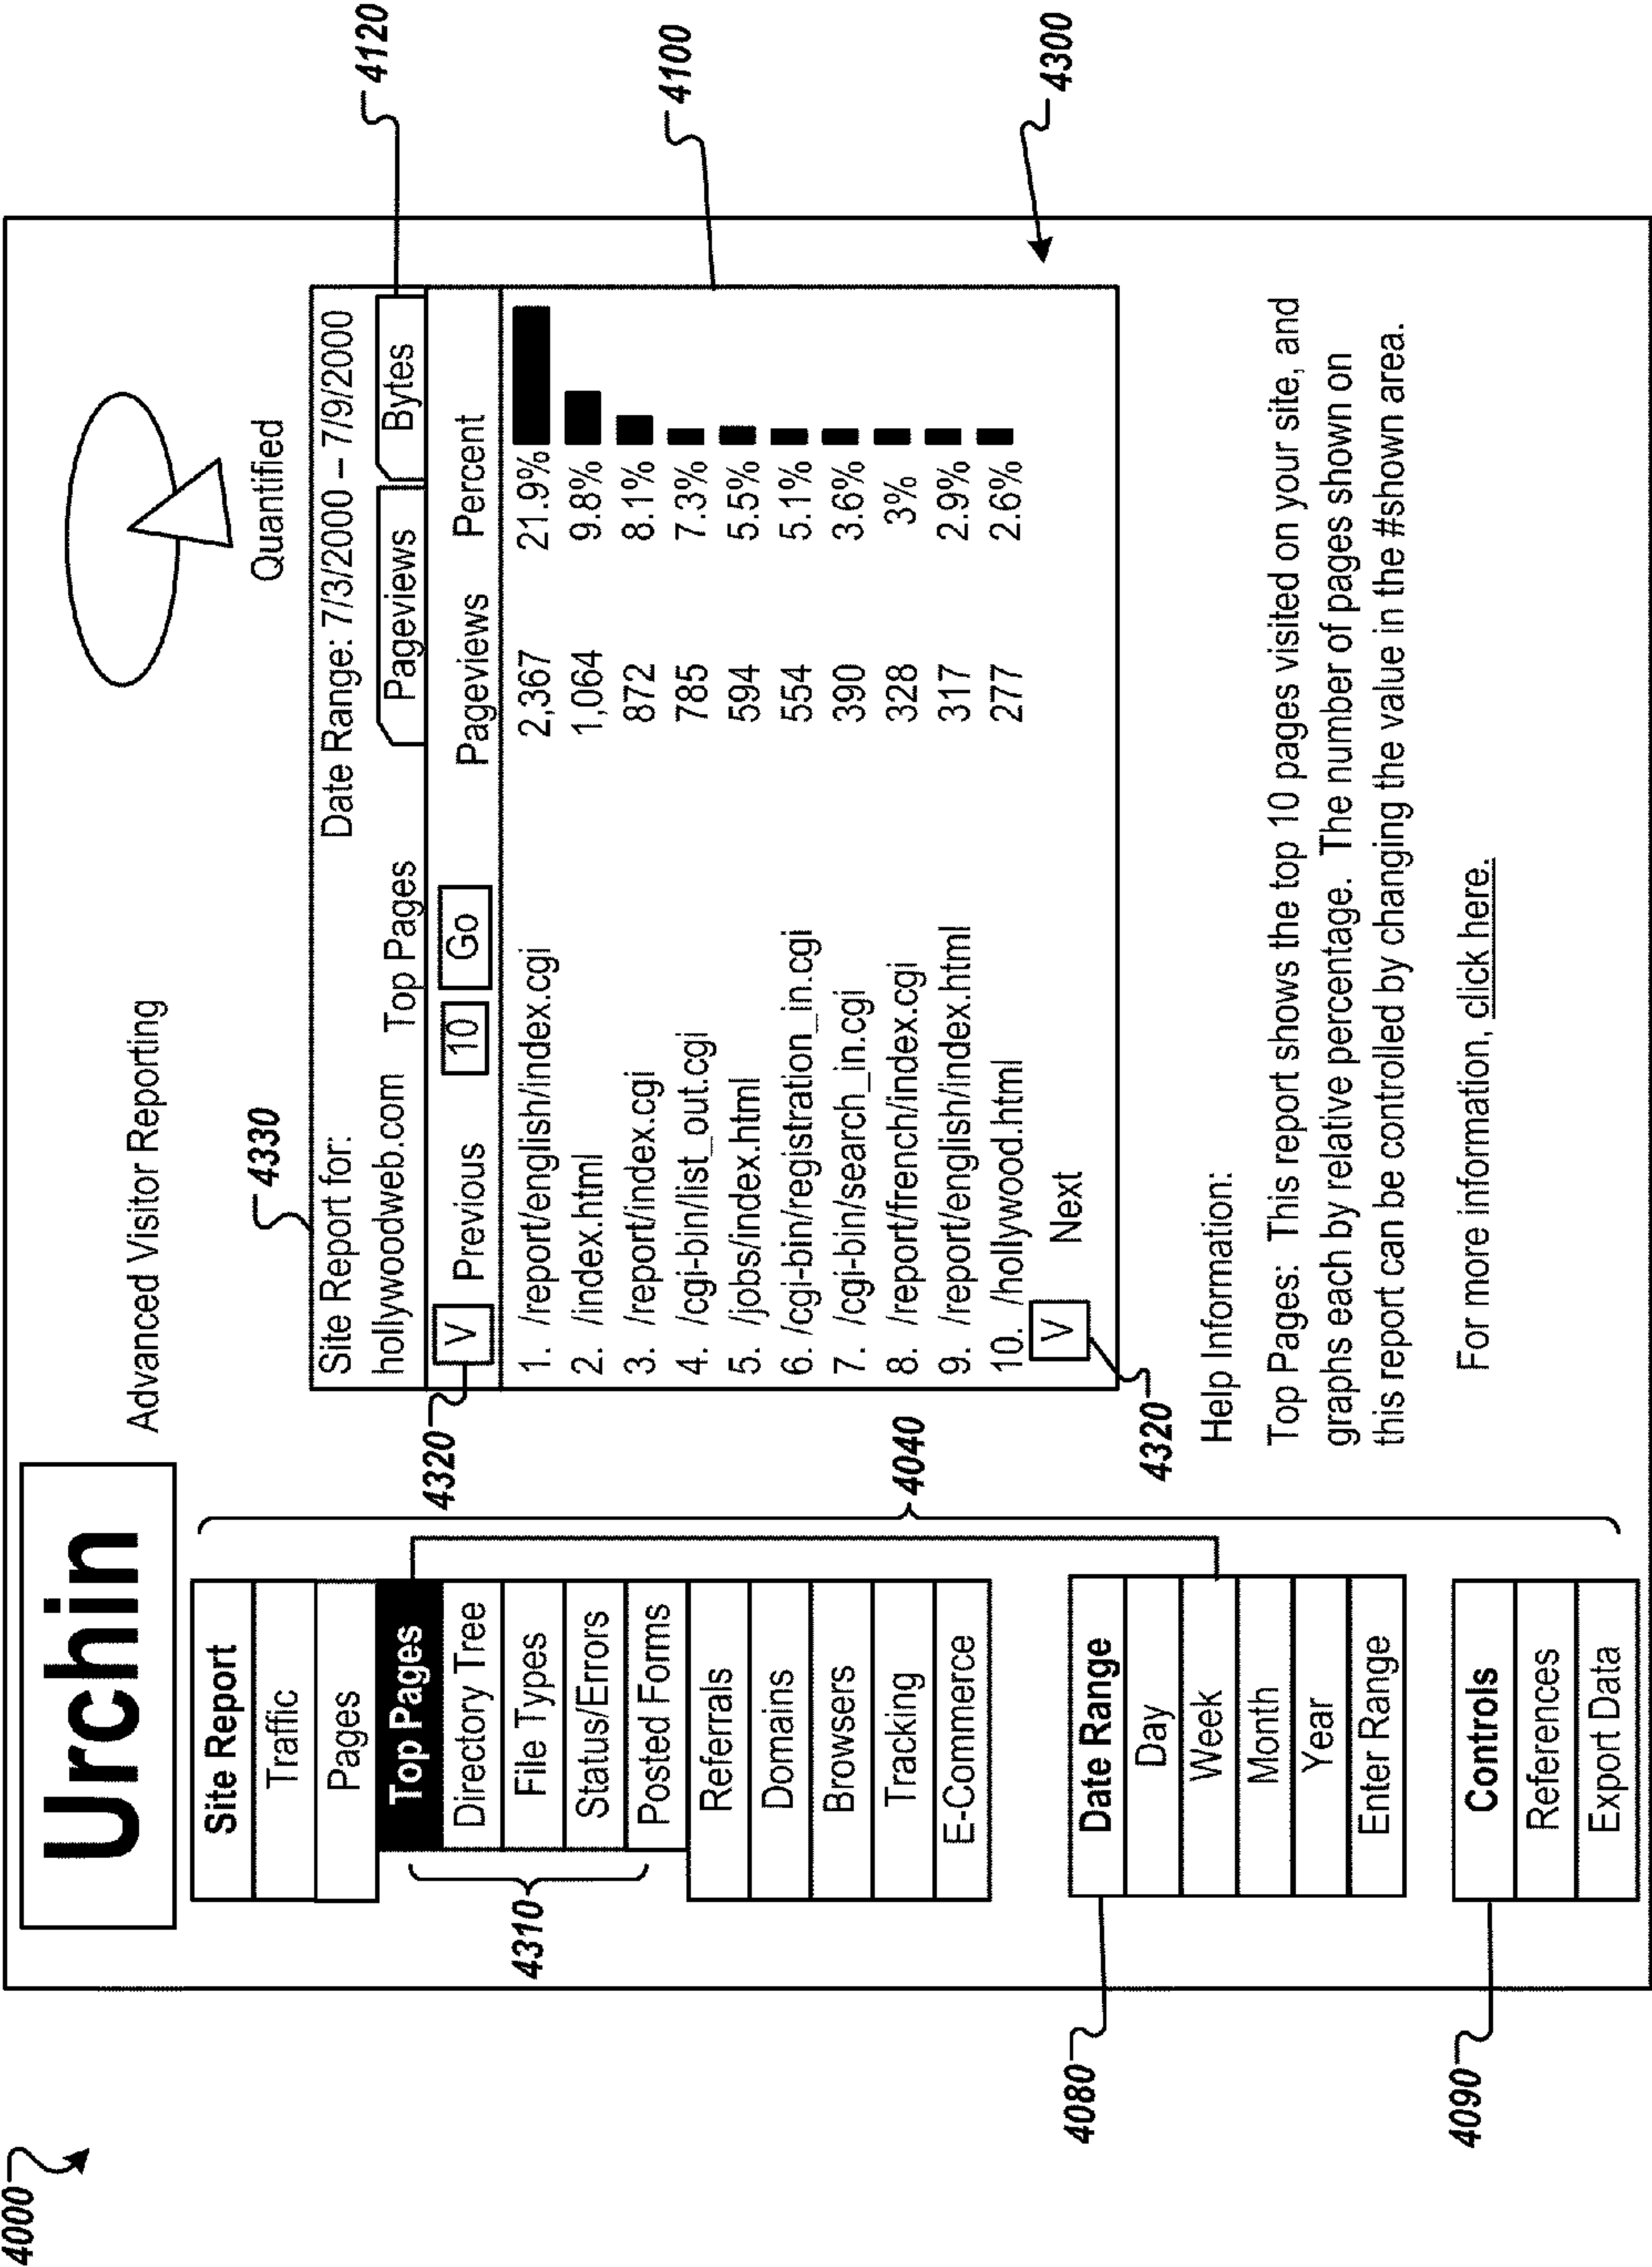 4000
Urchin
Advanced Visitor Reporting
Quantified
Site Report
Traffic
Pages
Top Pages
Directory Tree
File Types
Status/Errors
Posted Forms
Referrals
Domains
Browsers
Tracking
E-Commerce
4310
4040
4080
Date Range
Day
Week
Month
Year
Enter Range
4090
Controls
References
Export Data
4330
Site Report for:
Date Range: 7/3/2000 – 7/9/2000
hollywoodweb.com Top Pages
Pageviews
Bytes
4120
4320
V Previous 10 Go Pageviews Percent
1. /report/english/index.cgi 2,367 21.9%
2. /index.html 1,064 9.8%
3. /report/index.cgi 872 8.1%
4. /cgi-bin/list_out.cgi 785 7.3%
5. /jobs/index.html 594 5.5%
6. /cgi-bin/registration_in.cgi 554 5.1%
7. /cgi-bin/search_in.cgi 390 3.6%
8. /report/french/index.cgi 328 3%
9. /report/english/index.html 317 2.9%
10. /hollywood.html 277 2.6%
V Next
4320
4100
4300
Help Information:
Top Pages: This report shows the top 10 pages visited on your site, and
graphs each by relative percentage. The number of pages shown on
this report can be controlled by changing the value in the #shown area.
For more information, click here.